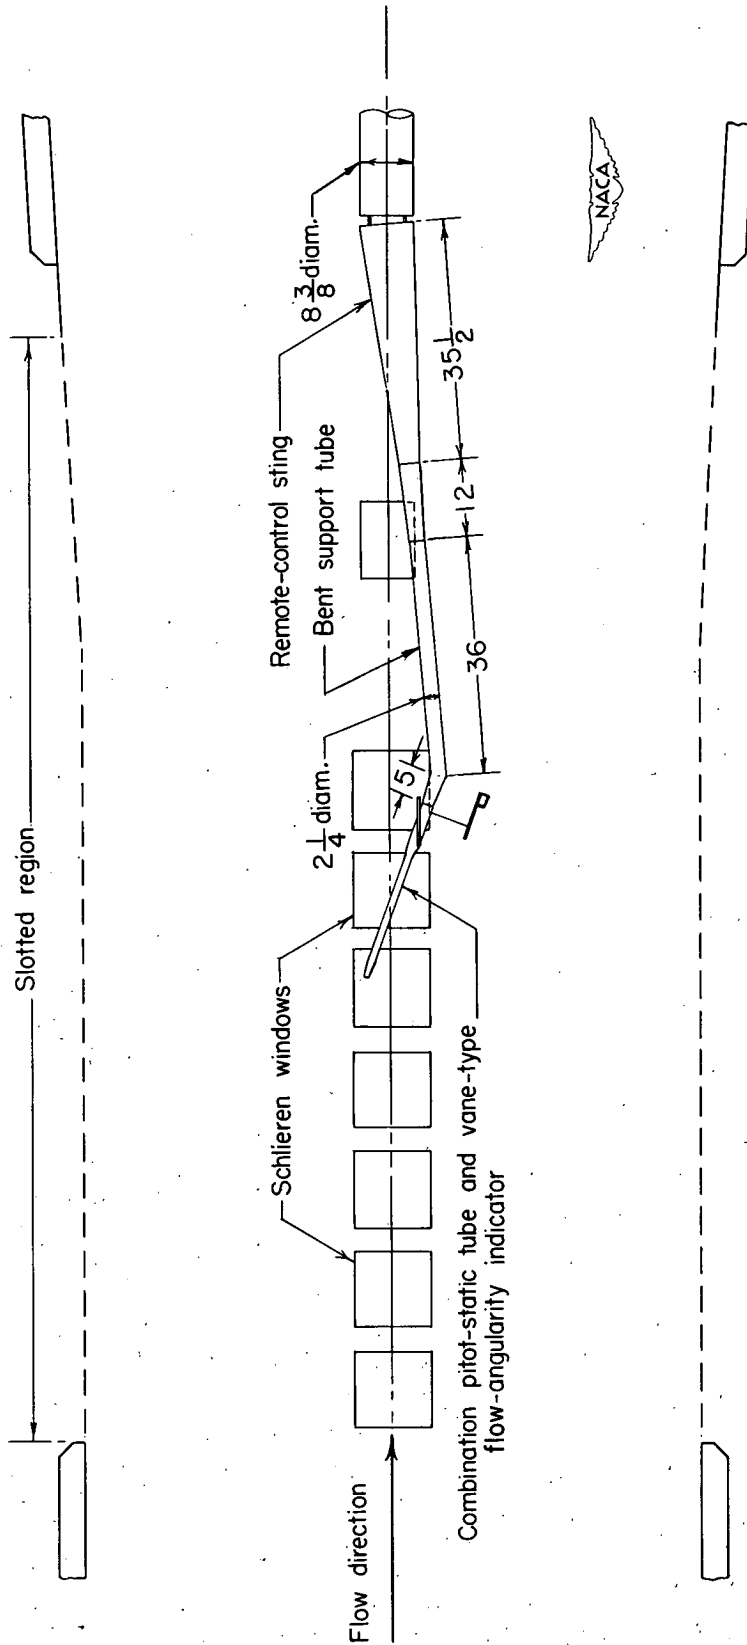 Slotted region
Remote-control sting
8 3/8 diam.
Bent support tube
2 1/4 diam.
Schlieren windows
5
36
12
35 1/2
Flow direction
Combination pitot-static tube and vane-type
flow-angularity indicator
NACA